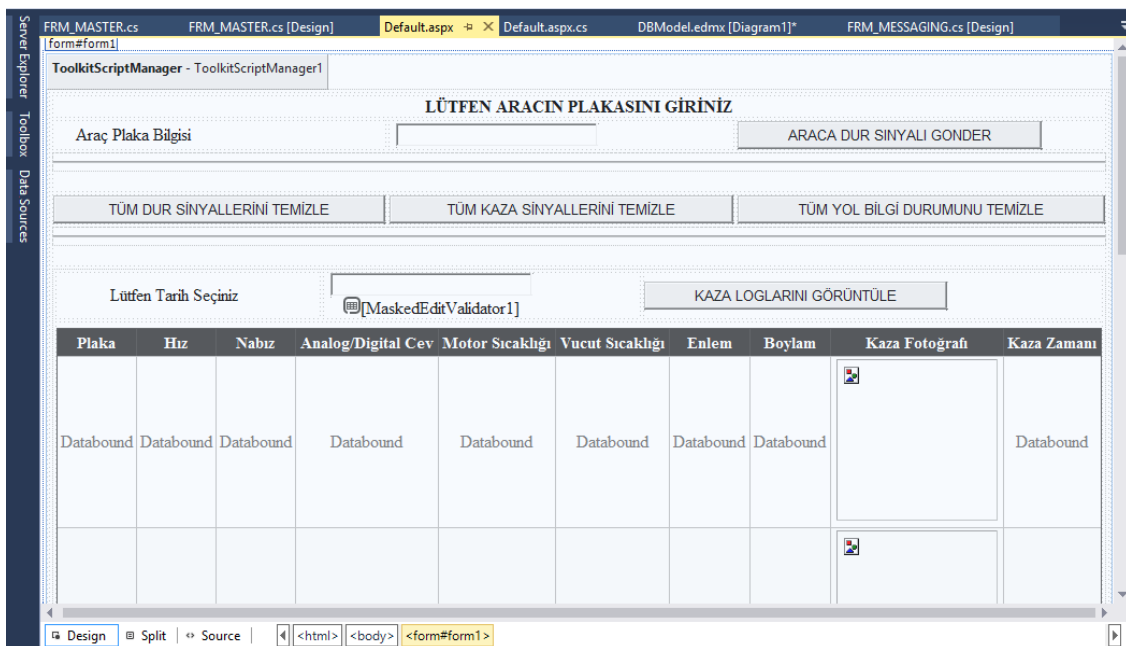 FRM_MASTER.cs FRM_MASTER.cs [Design] Default.aspx Default.aspx.cs DBModel.edmx [Diagram1]* FRM_MESSAGING.cs [Design]
Server Explorer
Toolbox
Data Sources
form#form1
ToolkitScriptManager - ToolkitScriptManager1
LÜTFEN ARACIN PLAKASINI GİRİNİZ
Araç Plaka Bilgisi ARACA DUR SINYALI GONDER
TÜM DUR SİNYALLERİNİ TEMİZLE TÜM KAZA SİNYALLERİNİ TEMİZLE TÜM YOL BİLGİ DURUMUNU TEMİZLE
Lütfen Tarih Seçiniz KAZA LOGLARINI GÖRÜNTÜLE
[MaskedEditValidator1]
Plaka Hız Nabız Analog/Digital Cev Motor Sıcaklığı Vucut Sıcaklığı Enlem Boylam Kaza Fotoğrafı Kaza Zamanı
Databound Databound Databound Databound Databound Databound Databound Databound Databound
Design Split Source <html> <body> <form#form1>